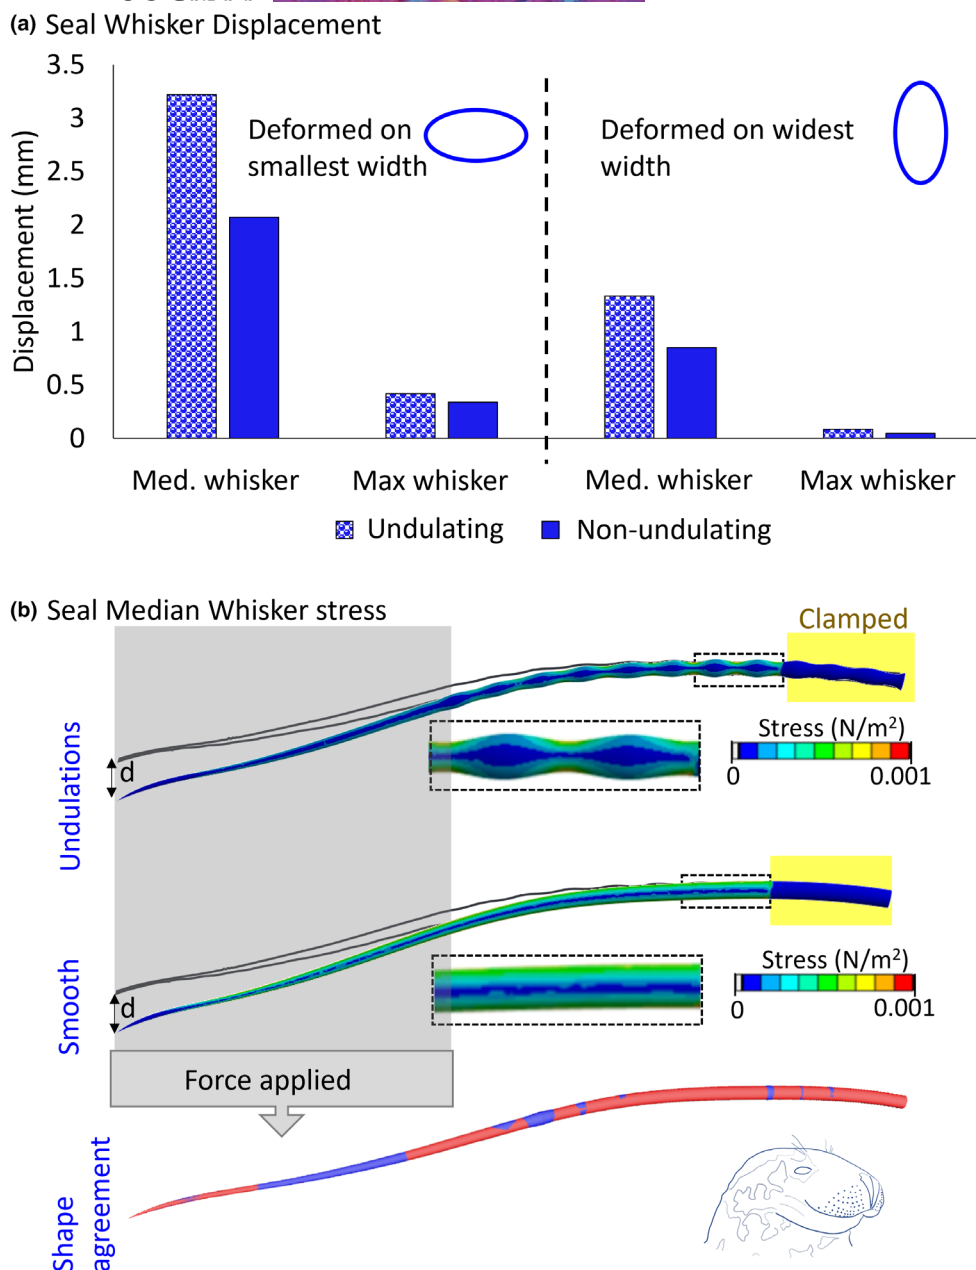 (a) Seal Whisker Displacement
3.5
3
2.5
2
1.5
1
0.5
0
Displacement (mm)
Deformed on
smallest width
Deformed on widest
width
Med. whisker
Max whisker
Med. whisker
Max whisker
Undulating
Non-undulating
(b) Seal Median Whisker stress
Clamped
Undulations
d
Stress (N/m²)
0
0.001
Smooth
d
Stress (N/m²)
0
0.001
Force applied
Shape
agreement